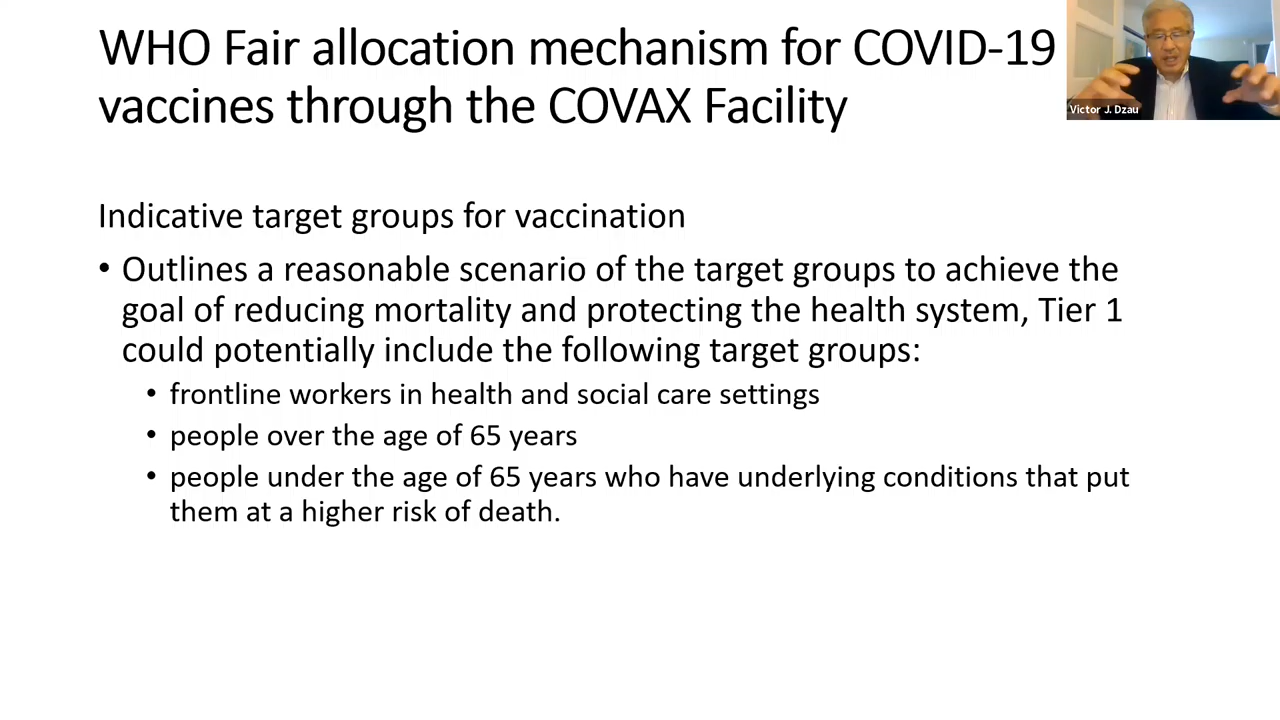 WHO Fair allocation mechanism for COVID-19
vaccines through the COVAX Facility
Victor J. Dzau
Indicative target groups for vaccination
• Outlines a reasonable scenario of the target groups to achieve the
goal of reducing mortality and protecting the health system, Tier 1
could potentially include the following target groups:
• frontline workers in health and social care settings
• people over the age of 65 years
• people under the age of 65 years who have underlying conditions that put
them at a higher risk of death.